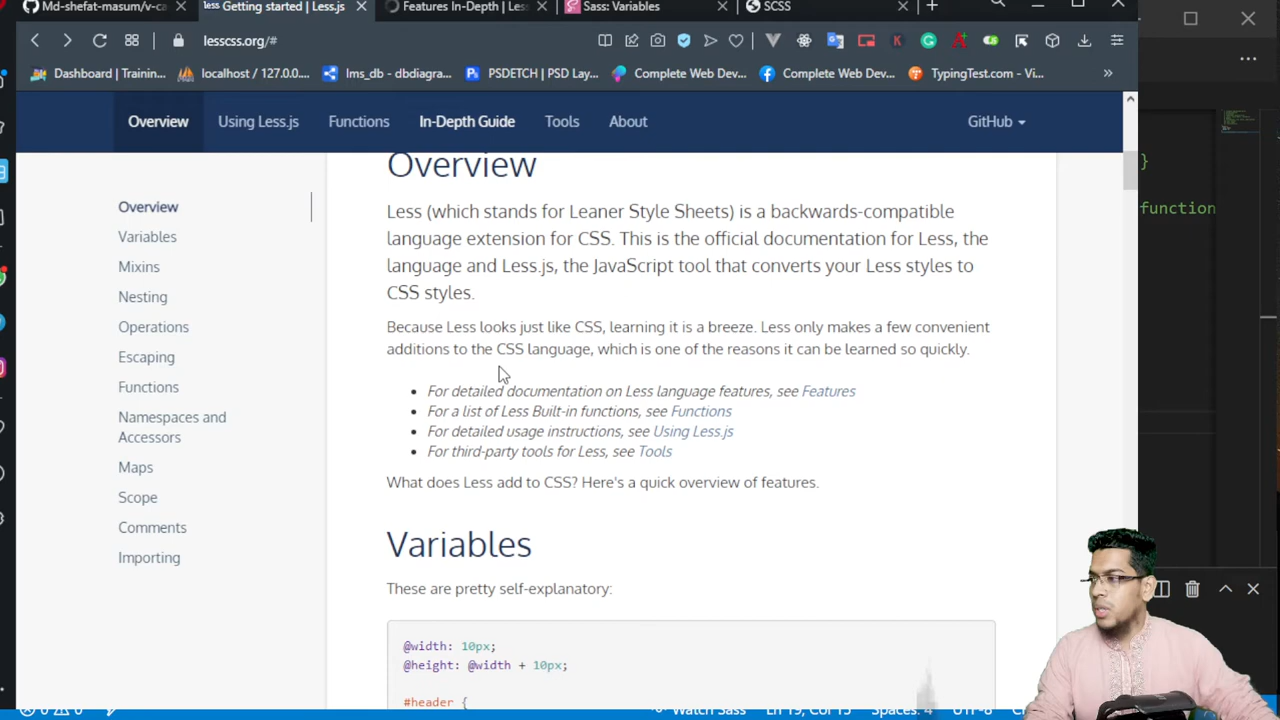 Md-shefat-masum/v-ca
Getting started | Less.js
Features In-Depth | Les
Sass: Variables
SCSS
lesscss.org/#
Dashboard | Trainin...
localhost / 127.0.0....
lms_db - dbdiagra...
PSDETCH | PSD Lay...
Complete Web Dev...
Complete Web Dev...
TypingTest.com - Vi...
Overview
Using Less.js
Functions
In-Depth Guide
Tools
About
GitHub
Overview
Variables
Mixins
Nesting
Operations
Escaping
Functions
Namespaces and
Accessors
Maps
Scope
Comments
Importing
Overview
Less (which stands for Leaner Style Sheets) is a backwards-compatible
language extension for CSS. This is the official documentation for Less, the
language and Less.js, the JavaScript tool that converts your Less styles to
CSS styles.
Because Less looks just like CSS, learning it is a breeze. Less only makes a few convenient
additions to the CSS language, which is one of the reasons it can be learned so quickly.
• For detailed documentation on Less language features, see Features
• For a list of Less Built-in functions, see Functions
• For detailed usage instructions, see Using Less.js
• For third-party tools for Less, see Tools
What does Less add to CSS? Here's a quick overview of features.
Variables
These are pretty self-explanatory:
@width: 10px;
@height: @width + 10px;
#header {
}
function
Watch Sass
Ln 19, Col 15
Spaces: 4
UTF-8